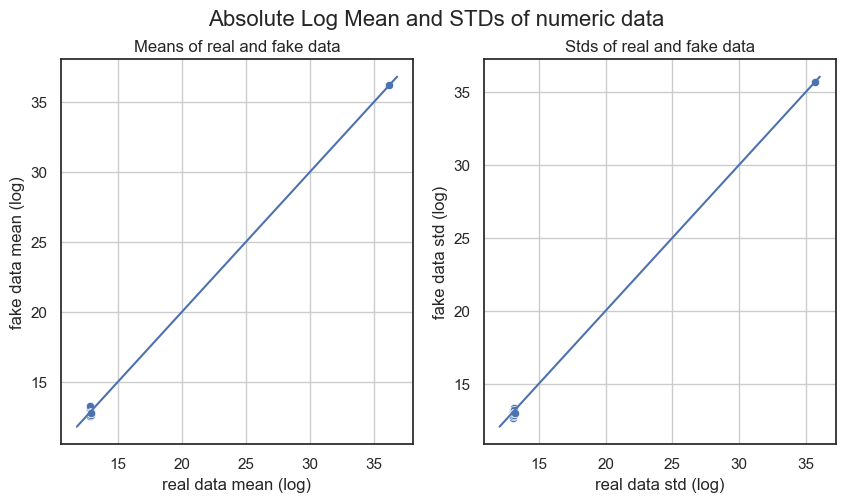 Absolute Log Mean and STDs of numeric data
Means of real and fake data
35
30
25
20
15
15 20 25 30 35
fake data mean (log)
real data mean (log)
Stds of real and fake data
35
30
25
20
15
15 20 25 30 35
fake data std (log)
real data std (log)